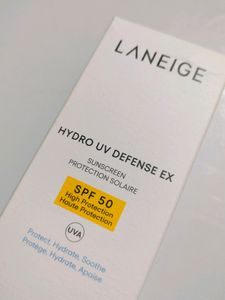 LANEIGE
HYDRO UV DEFENSE EX
SUNSCREEN
PROTECTION SOLAIRE
SPF 50
High Protection
Haute Protection
UVA
Protect, Hydrate, Soothe
Protège, Hydrate, Apaise